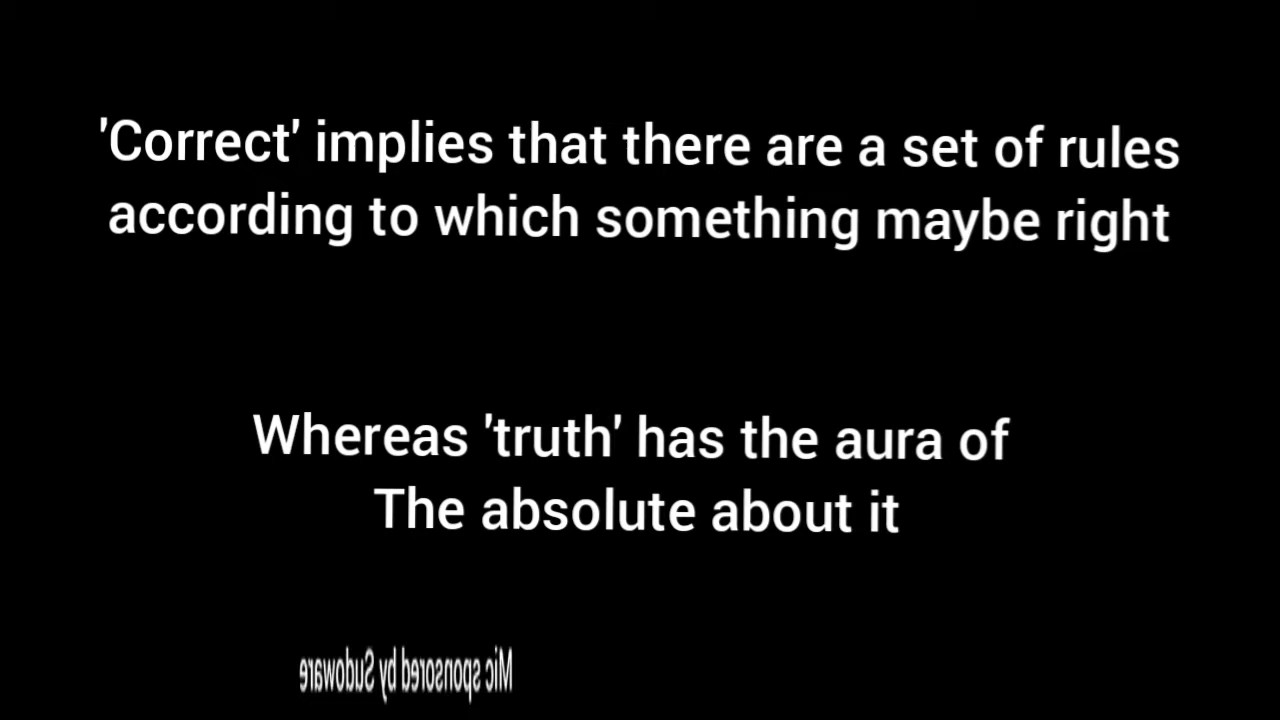 'Correct' implies that there are a set of rules
according to which something maybe right
Whereas 'truth' has the aura of
The absolute about it
Mic sponsored by Sudoware